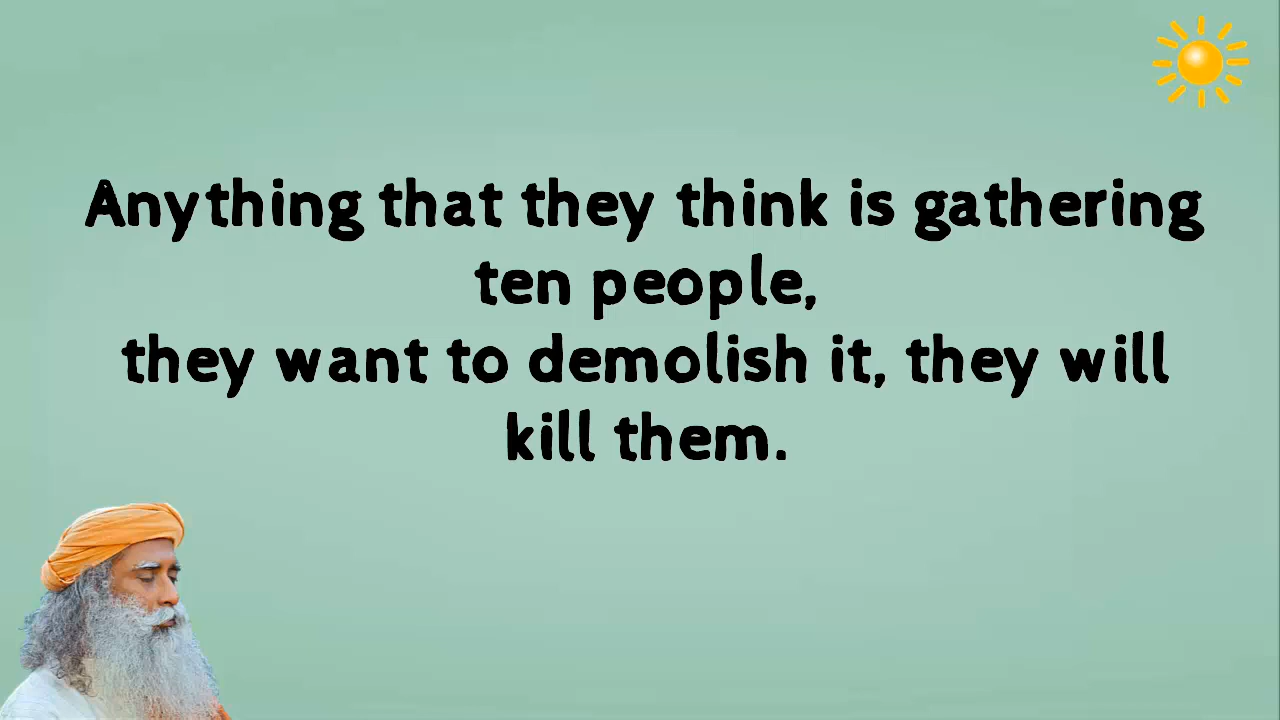 Anything that they think is gathering
ten people,
they want to demolish it, they will
kill them.